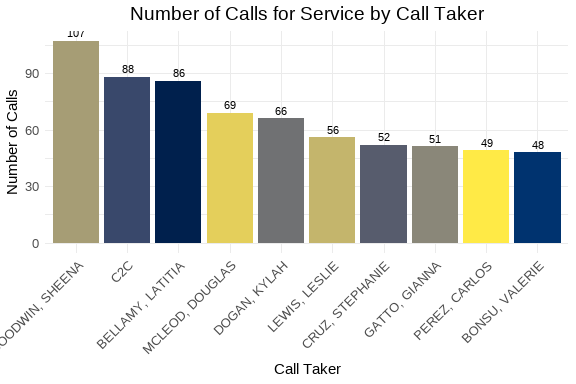 Number of Calls for Service by Call Taker
Number of Calls
90
60
30
0
107
88
86
69
66
56
52
51
49
48
OODWIN, SHEENA
C2C
BELLAMY, LATITIA
MCLEOD, DOUGLAS
DOGAN, KYLAH
LEWIS, LESLIE
CRUZ, STEPHANIE
GATTO, GIANNA
PEREZ, CARLOS
BONSU, VALERIE
Call Taker